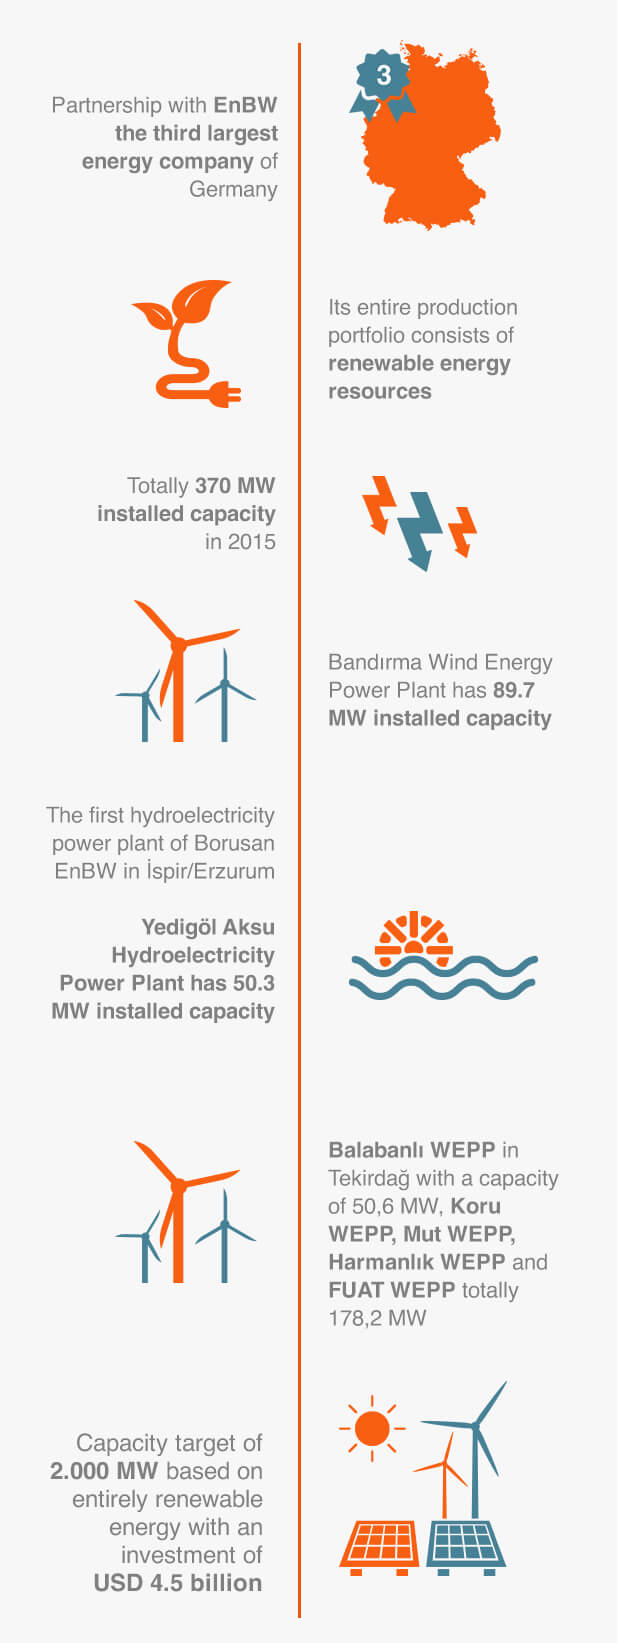 3
Partnership with EnBW
the third largest
energy company of
Germany
Its entire production
portfolio consists of
renewable energy
resources
Totally 370 MW
installed capacity
in 2015
Bandırma Wind Energy
Power Plant has 89.7
MW installed capacity
The first hydroelectricity
power plant of Borusan
EnBW in İspir/Erzurum
Yedigöl Aksu
Hydroelectricity
Power Plant has 50.3
MW installed capacity
Balabanlı WEPP in
Tekirdağ with a capacity
of 50,6 MW, Koru
WEPP, Mut WEPP,
Harmanlık WEPP and
FUAT WEPP totally
178,2 MW
Capacity target of
2.000 MW based on
entirely renewable
energy with an
investment of
USD 4.5 billion